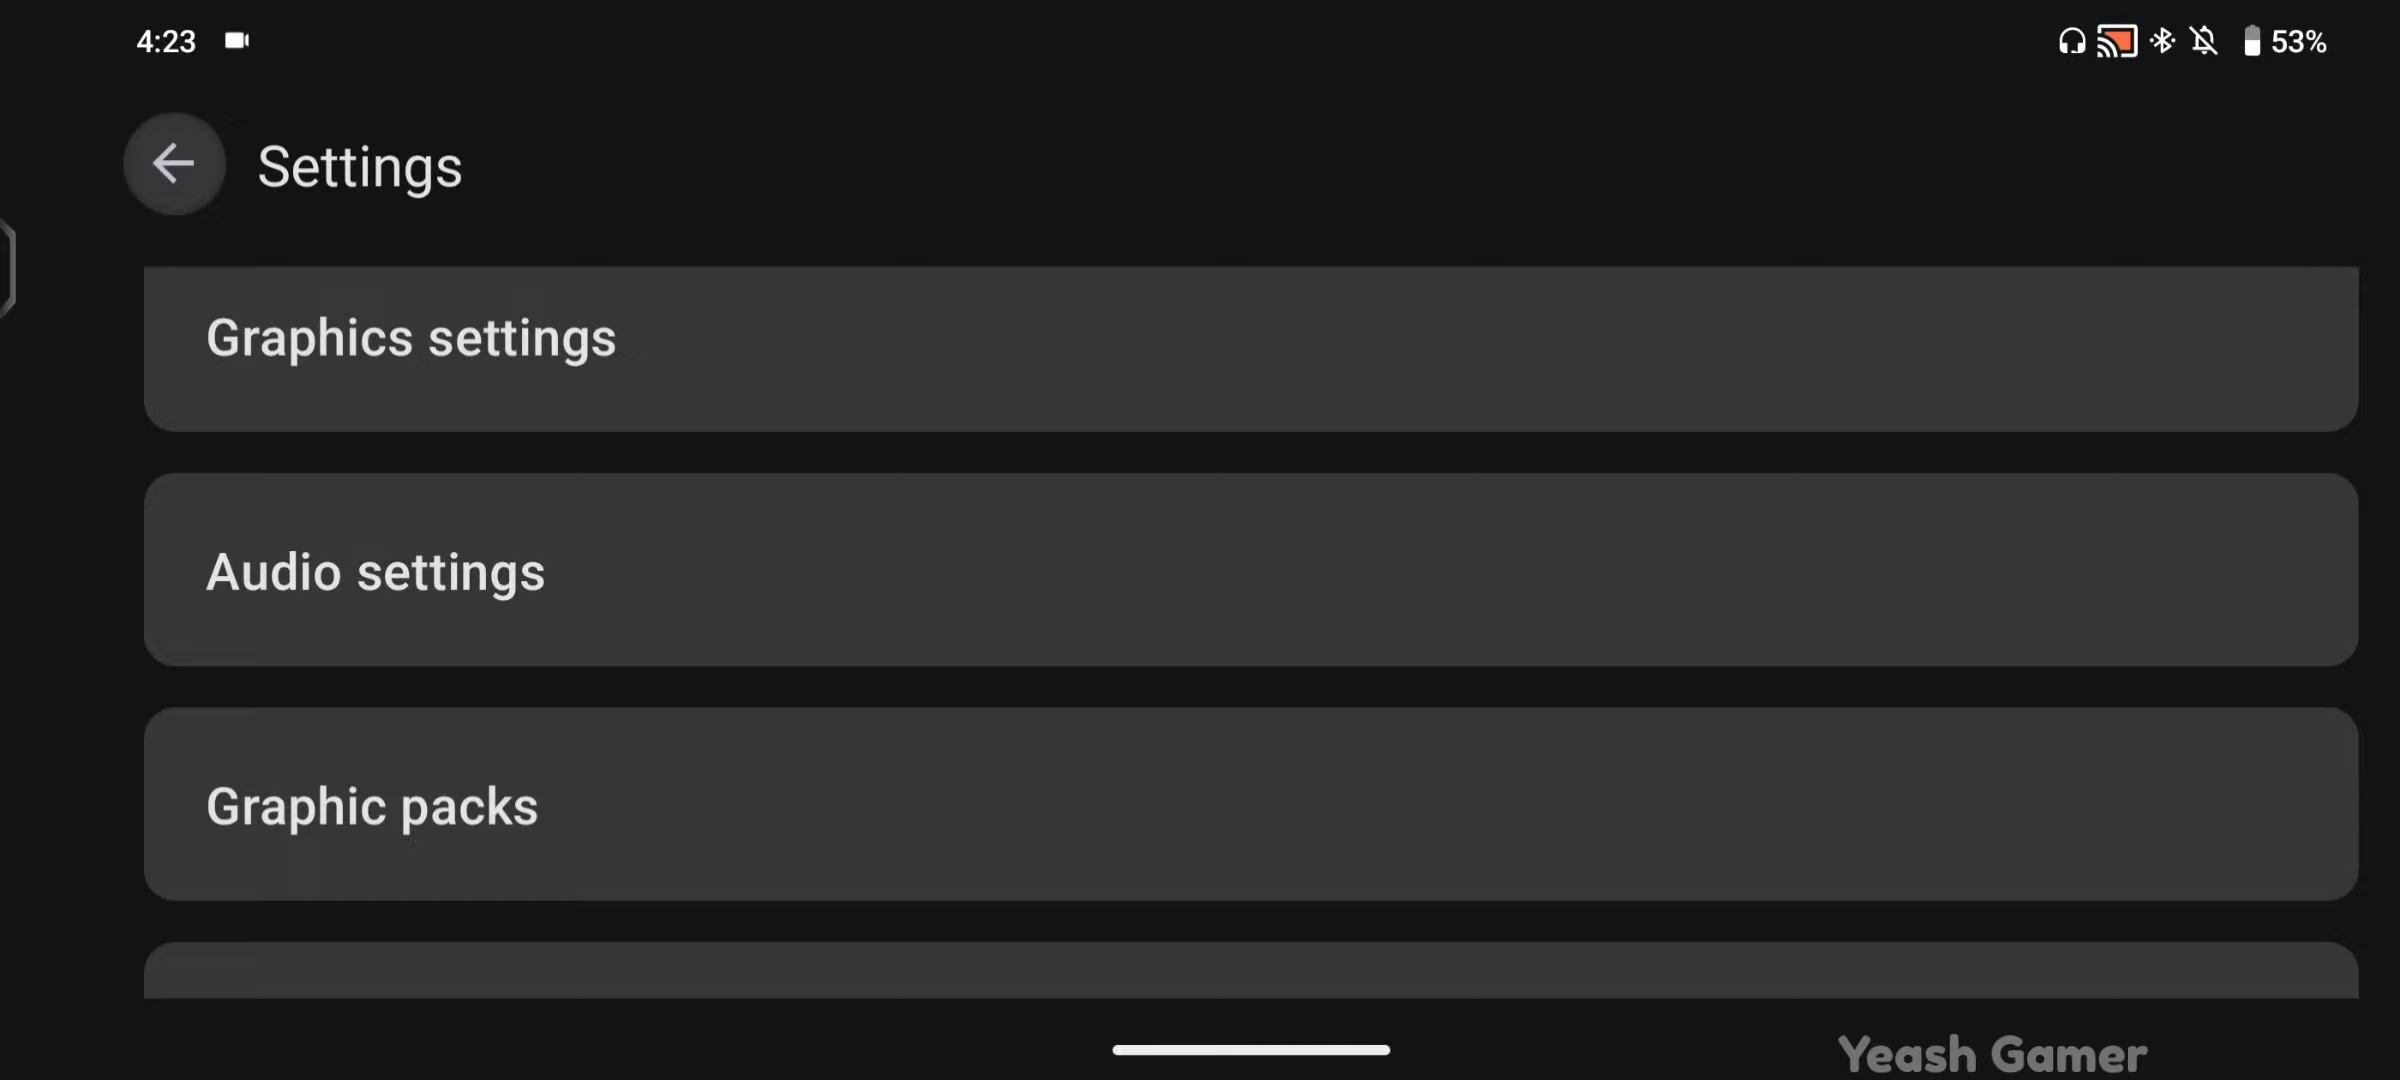 4:23
53%
Settings
Graphics settings
Audio settings
Graphic packs
Yeash Gamer